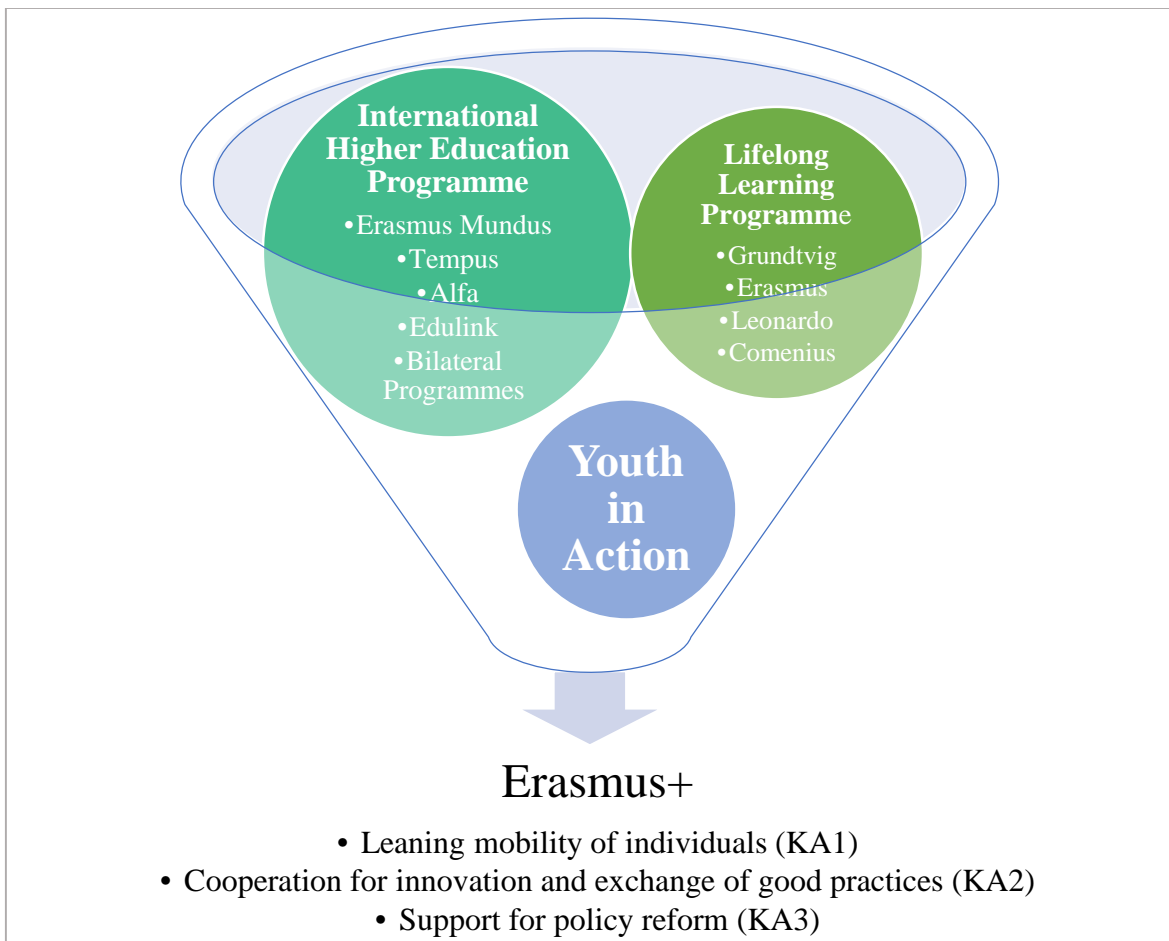 International
Higher Education
Programme
•Erasmus Mundus
•Tempus
•Alfa
•Edulink
•Bilateral
Programmes
Lifelong
Learning
Programme
•Grundtvig
•Erasmus
•Leonardo
•Comenius
Youth
in
Action
Erasmus+
• Leaning mobility of individuals (KA1)
• Cooperation for innovation and exchange of good practices (KA2)
• Support for policy reform (KA3)